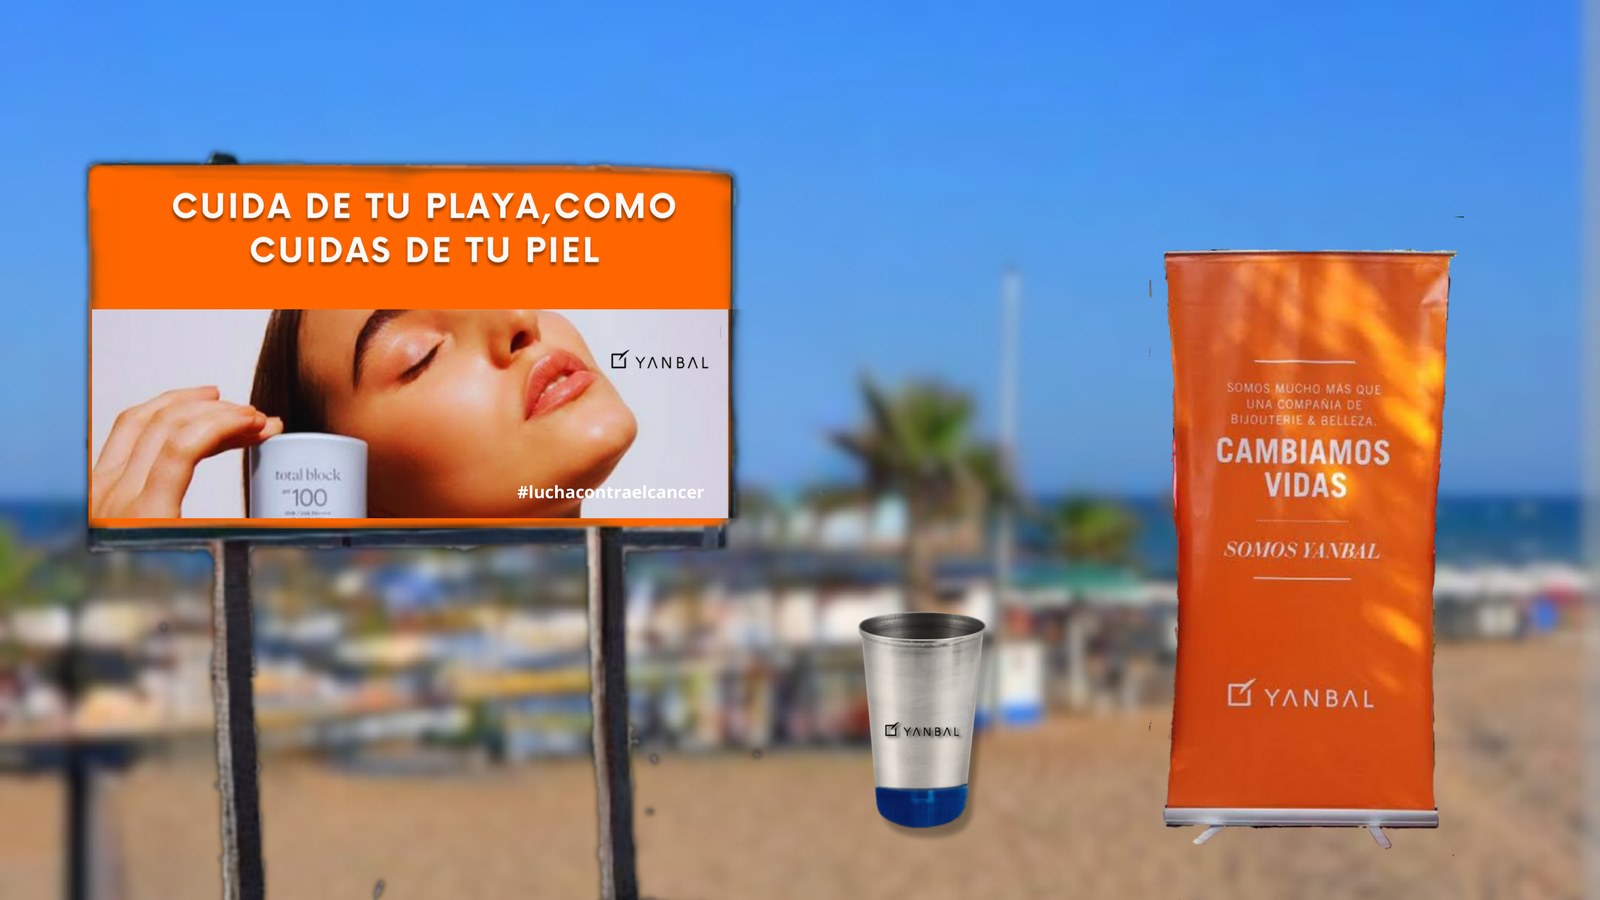 CUIDA DE TU PLAYA,COMO
CUIDAS DE TU PIEL
YANBAL
total block
100
#luchacontraelcancer
YANBAL
SOMOS MUCHO MÁS QUE
UNA COMPAÑIA DE
BIJOUTERIE & BELLEZA.
CAMBIAMOS
VIDAS
SOMOS YANBAL
YANBAL